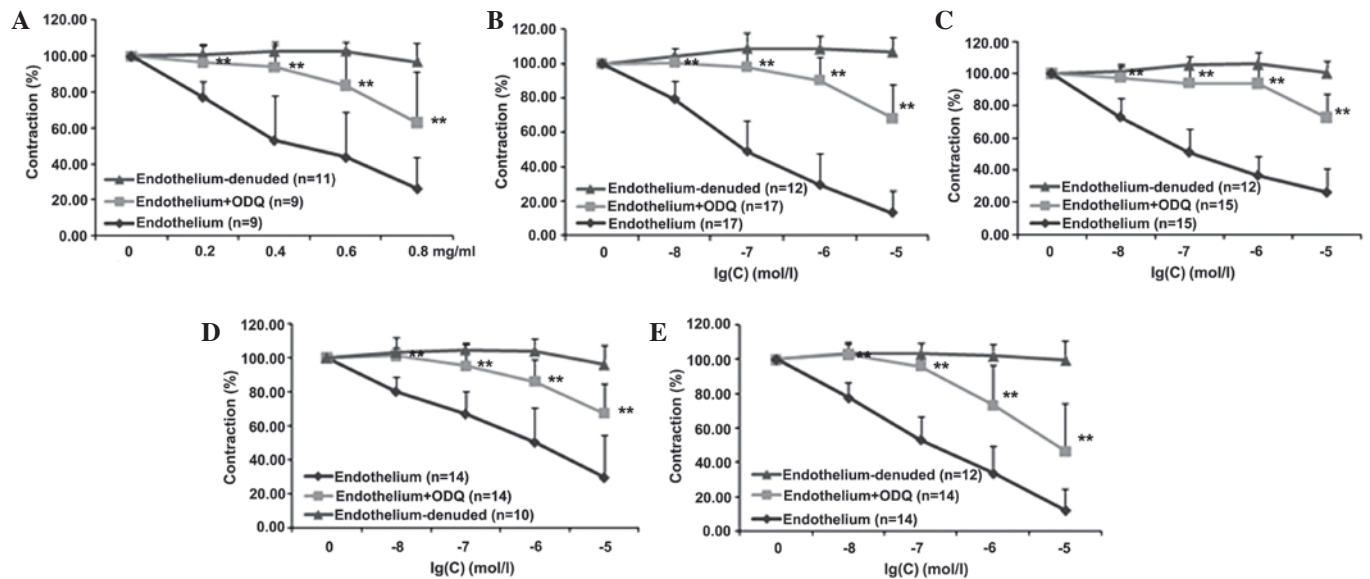 A
120.00
100.00
80.00
60.00
40.00
20.00
0.00
Contraction (%)
** ** ** **
Endothelium-denuded (n=11)
Endothelium+ODQ (n=9)
Endothelium (n=9)
0 0.2 0.4 0.6 0.8 mg/ml
B
120.00
100.00
80.00
60.00
40.00
20.00
0.00
Contraction (%)
** ** ** **
Endothelium-denuded (n=12)
Endothelium+ODQ (n=17)
Endothelium (n=17)
0 -8 -7 -6 -5
lg(C) (mol/l)
C
120.00
100.00
80.00
60.00
40.00
20.00
0.00
Contraction (%)
** ** ** **
Endothelium-denuded (n=12)
Endothelium+ODQ (n=15)
Endothelium (n=15)
0 -8 -7 -6 -5
lg(C) (mol/l)
D
120.00
100.00
80.00
60.00
40.00
20.00
0.00
Contraction (%)
** ** ** **
Endothelium (n=14)
Endothelium+ODQ (n=14)
Endothelium-denuded (n=10)
0 -8 -7 -6 -5
lg(C) (mol/l)
E
120.00
100.00
80.00
60.00
40.00
20.00
0.00
Contraction (%)
** ** ** **
Endothelium-denuded (n=12)
Endothelium+ODQ (n=14)
Endothelium (n=14)
0 -8 -7 -6 -5
lg(C) (mol/l)